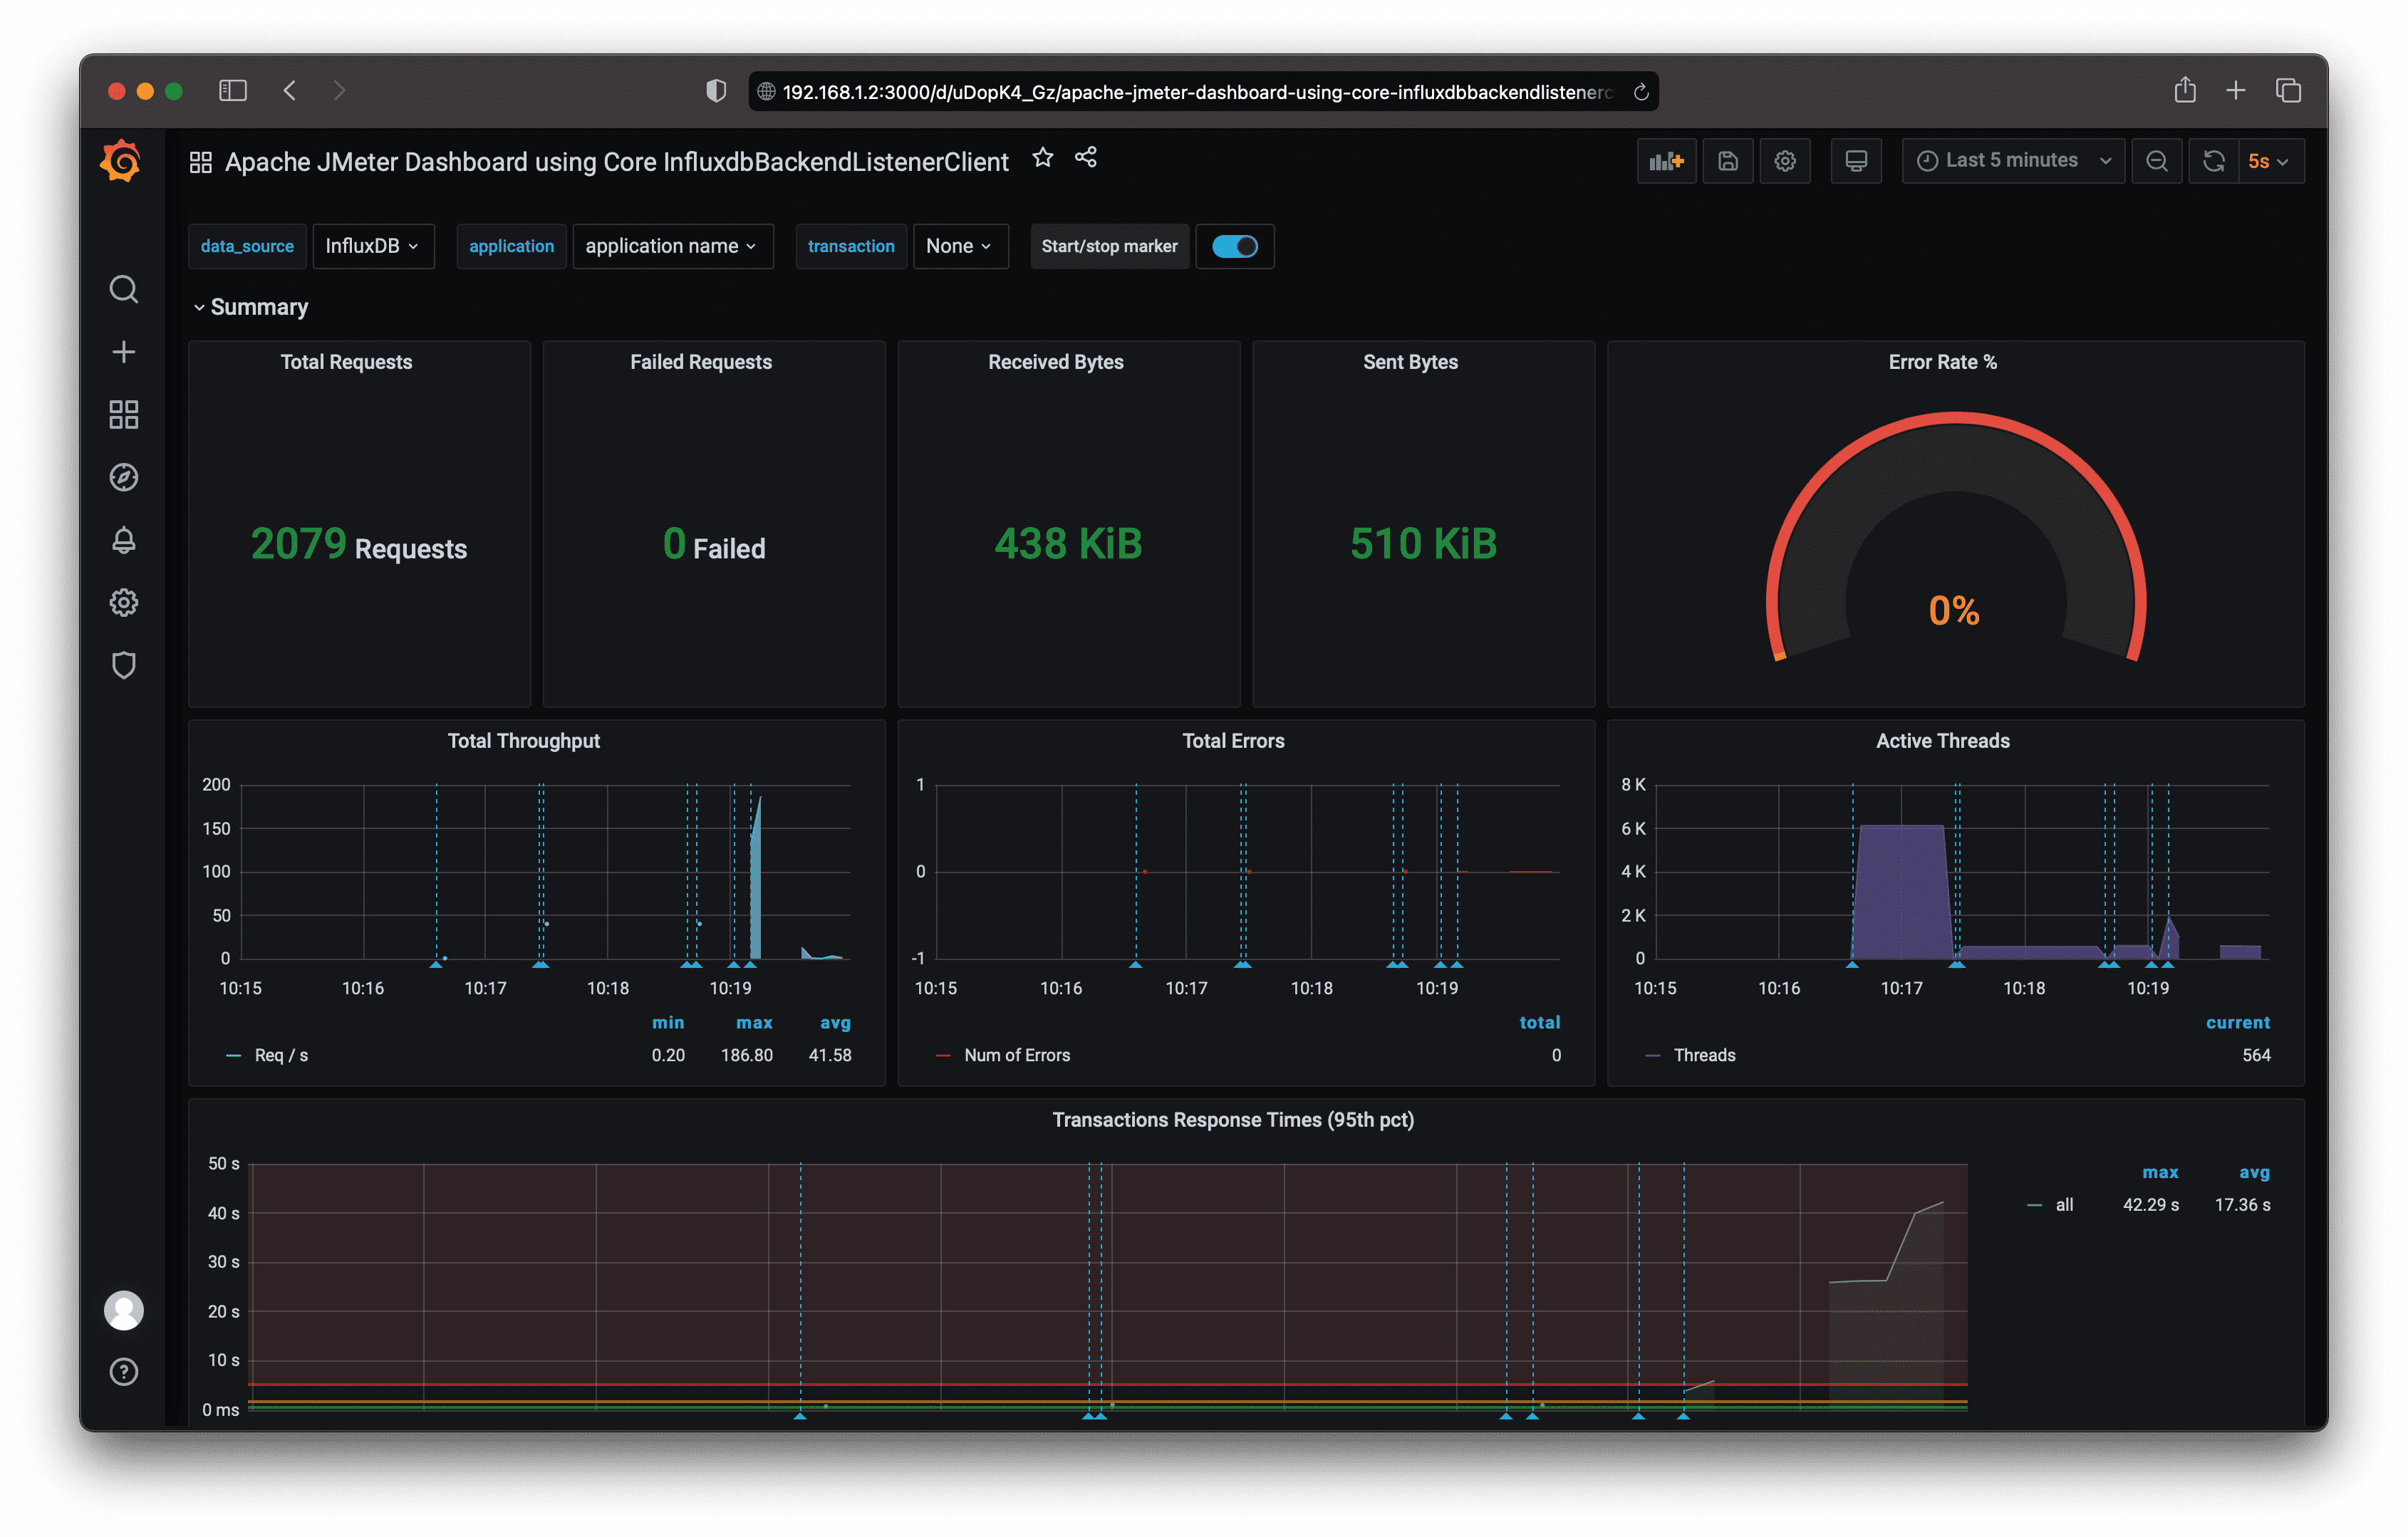 192.168.1.2:3000/d/uDopK4_Gz/apache-jmeter-dashboard-using-core-influxdbbackendlistenerc
Apache JMeter Dashboard using Core InfluxdbBackendListenerClient
Last 5 minutes
5s
data_source InfluxDB application application name transaction None Start/stop marker
Summary
Total Requests
2079 Requests
Failed Requests
0 Failed
Received Bytes
438 KiB
Sent Bytes
510 KiB
Error Rate %
0%
Total Throughput
200
150
100
50
0
10:15 10:16 10:17 10:18 10:19
min max avg
Req / s 0.20 186.80 41.58
Total Errors
1
0
-1
10:15 10:16 10:17 10:18 10:19
total
Num of Errors 0
Active Threads
8 K
6 K
4 K
2 K
0
10:15 10:16 10:17 10:18 10:19
current
Threads 564
Transactions Response Times (95th pct)
50 s
40 s
30 s
20 s
10 s
0 ms
max avg
all 42.29 s 17.36 s